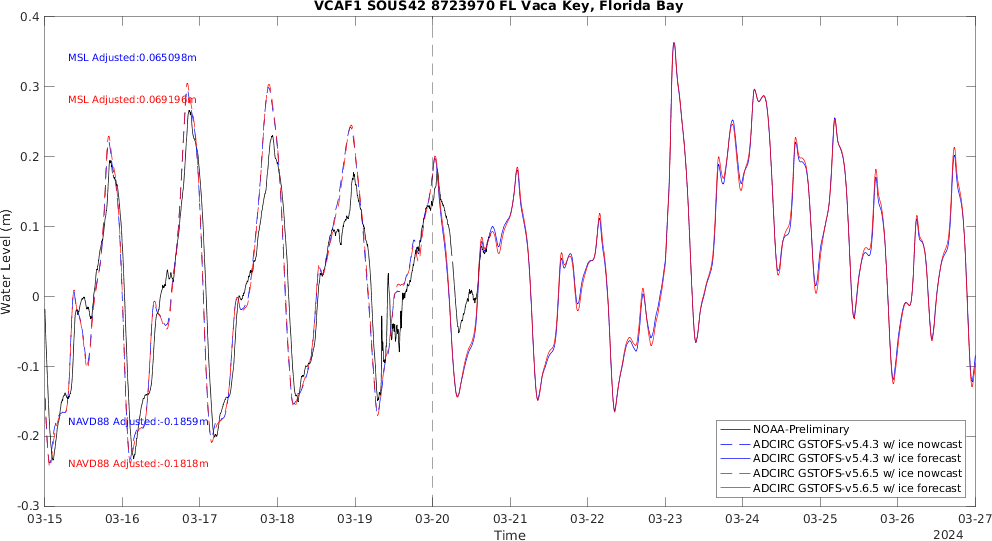 VCAF1 SOUS42 8723970 FL Vaca Key, Florida Bay
0.4
0.3
0.2
0.1
0
-0.1
-0.2
-0.3
Water Level (m)
MSL Adjusted:0.065098m
MSL Adjusted:0.069196m
NAVD88 Adjusted:-0.1859m
NAVD88 Adjusted:-0.1818m
NOAA-Preliminary
ADCIRC GSTOFS-v5.4.3 w/ ice nowcast
ADCIRC GSTOFS-v5.4.3 w/ ice forecast
ADCIRC GSTOFS-v5.6.5 w/ ice nowcast
ADCIRC GSTOFS-v5.6.5 w/ ice forecast
03-15 03-16 03-17 03-18 03-19 03-20 03-21 03-22 03-23 03-24 03-25 03-26 03-27
Time
2024